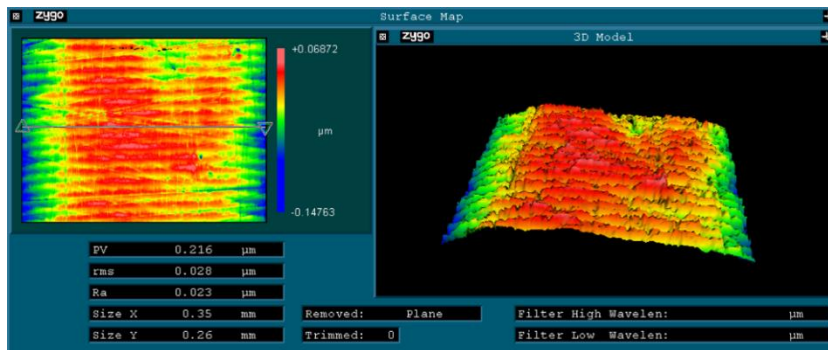 zygo Surface Map
+0.06872
µm
-0.14763
zygo 3D Model
PV 0.216 µm
rms 0.028 µm
Ra 0.023 µm
Size X 0.35 mm
Size Y 0.26 mm
Removed: Plane
Trimmed: 0
Filter High Wavelen: µm
Filter Low Wavelen: µm